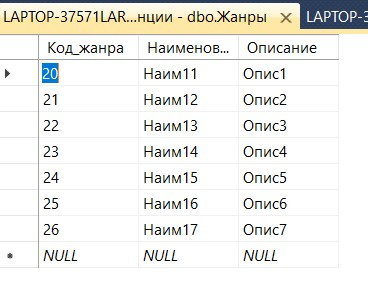 LAPTOP-37571LAR...нции - dbo.Жанры
LAPTOP-3
Код_жанра Наименов... Описание
20 Наим11 Опис1
21 Наим12 Опис2
22 Наим13 Опис3
23 Наим14 Опис4
24 Наим15 Опис5
25 Наим16 Опис6
26 Наим17 Опис7
NULL NULL NULL